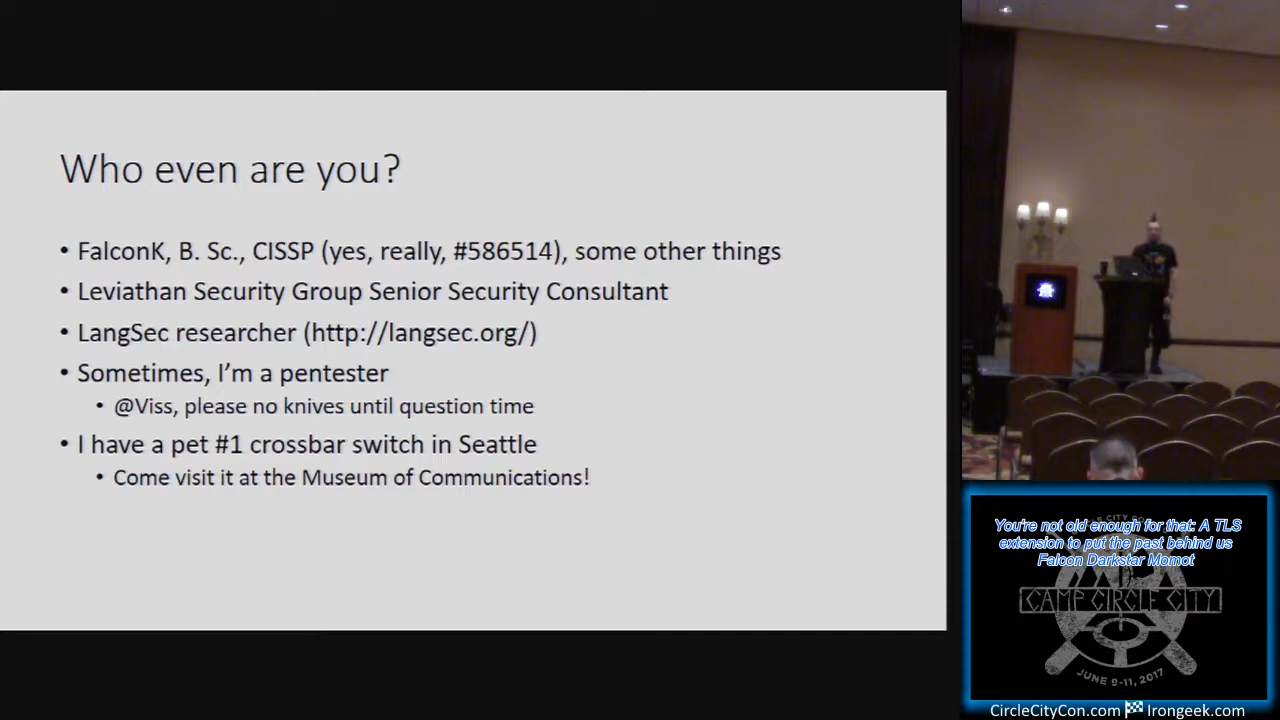 Who even are you?
• FalconK, B. Sc., CISSP (yes, really, #586514), some other things
• Leviathan Security Group Senior Security Consultant
• LangSec researcher (http://langsec.org/)
• Sometimes, I'm a pentester
• @Viss, please no knives until question time
• I have a pet #1 crossbar switch in Seattle
• Come visit it at the Museum of Communications!
You're not old enough for that: A TLS
extension to put the past behind us
Falcon Darkstar Momot
CAMP CIRCLE CITY
JUNE 9-11, 2017
CircleCityCon.com Irongeek.com